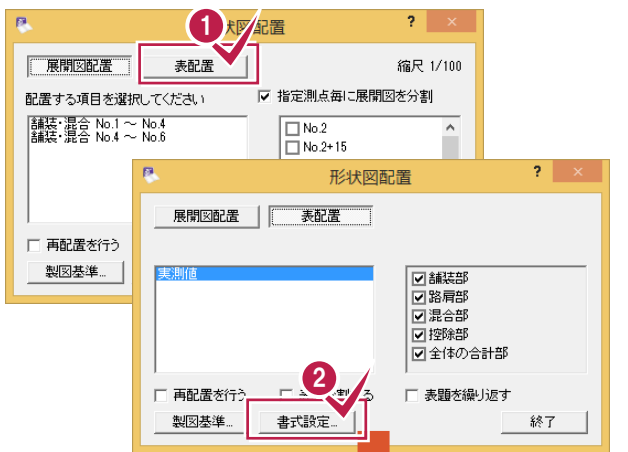 1
状図配置
?
×
展開図配置
表配置
縮尺 1/100
配置する項目を選択してください
指定測点毎に展開図を分割
舗装・混合 No.1 ～ No.4
舗装・混合 No.4 ～ No.6
No.2
No.2+15
再配置を行う
製図基準...
形状図配置
?
×
展開図配置
表配置
実測値
舗装部
路肩部
混合部
控除部
全体の合計部
2
再配置を行う
る
表題を繰り返す
製図基準...
書式設定...
終了